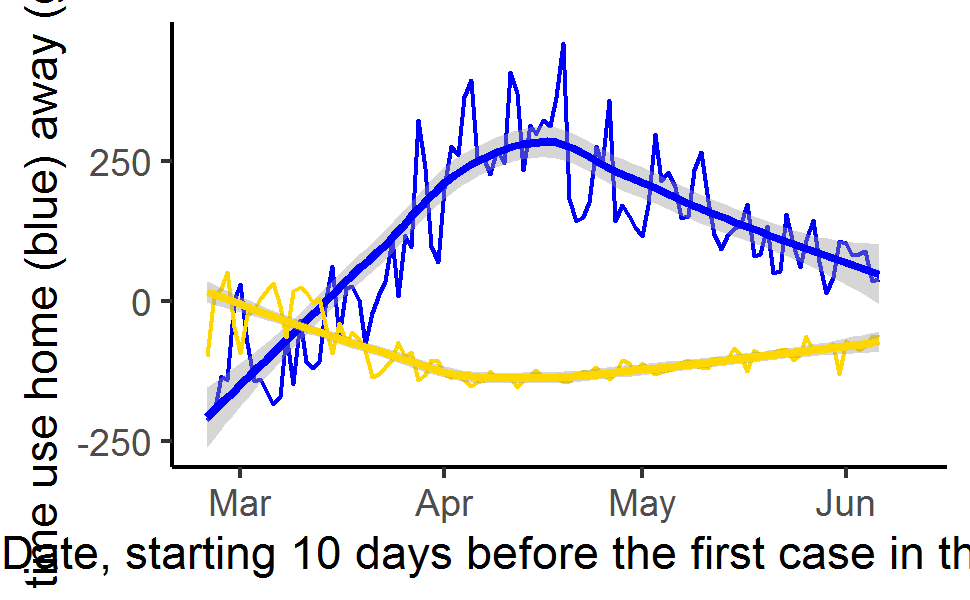 time use home (blue) away (
250
0
-250
Mar Apr May Jun
Date, starting 10 days before the first case in th